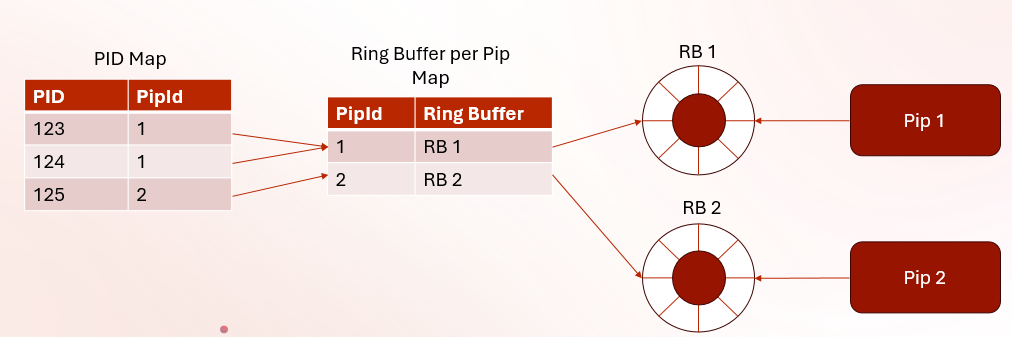 PID Map
PID PipId
123 1
124 1
125 2
Ring Buffer per Pip
Map
PipId Ring Buffer
1 RB 1
2 RB 2
RB 1
Pip 1
RB 2
Pip 2